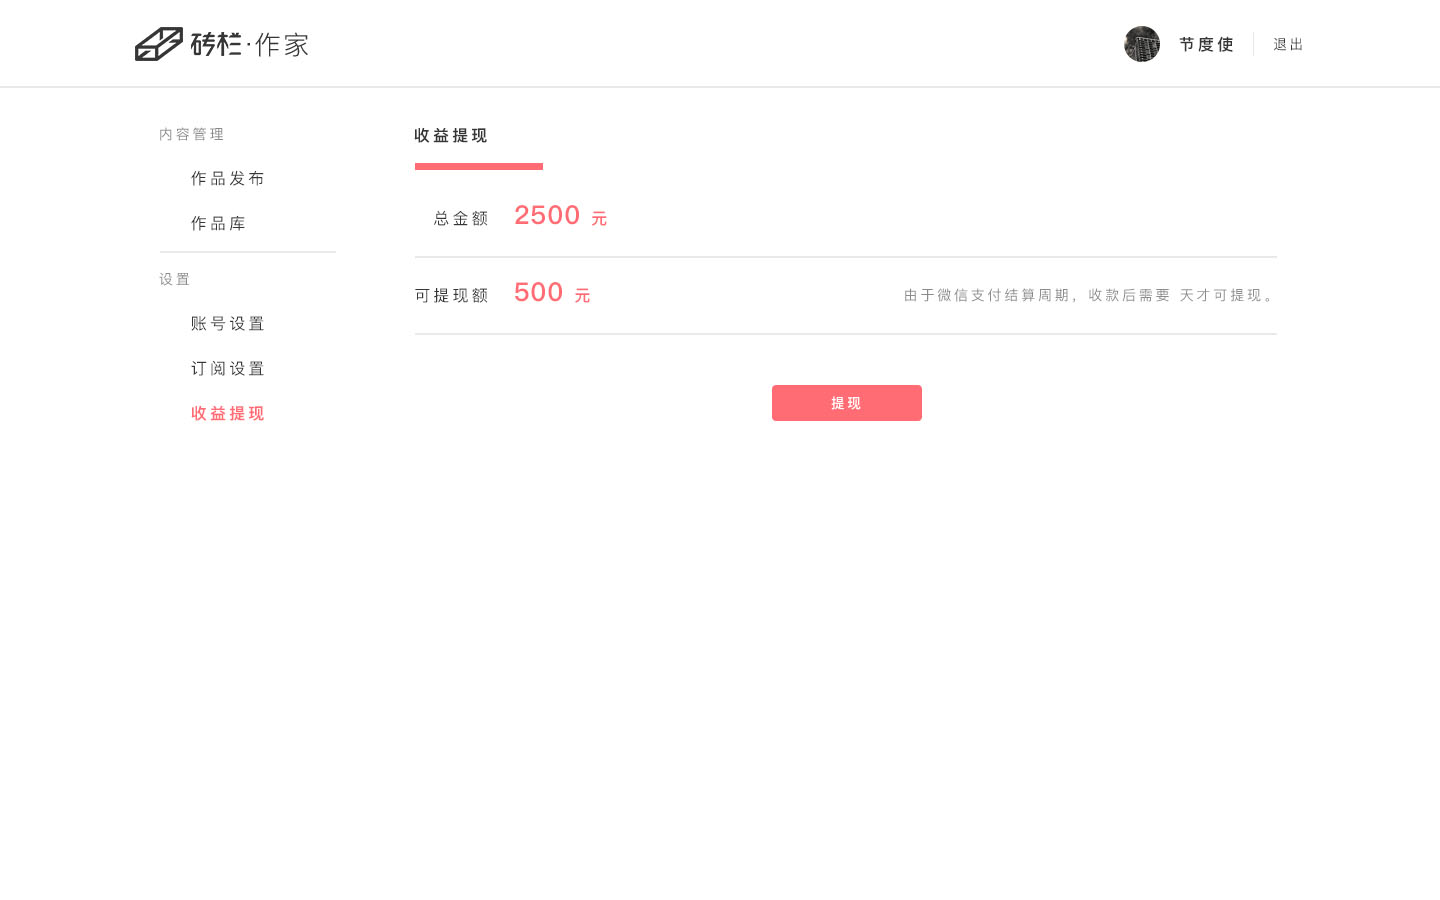 砖栏·作家
节度使
退出
内容管理
作品发布
作品库
设置
账号设置
订阅设置
收益提现
收益提现
总金额 2500 元
可提现额 500 元
由于微信支付结算周期，收款后需要 天才可提现。
提现